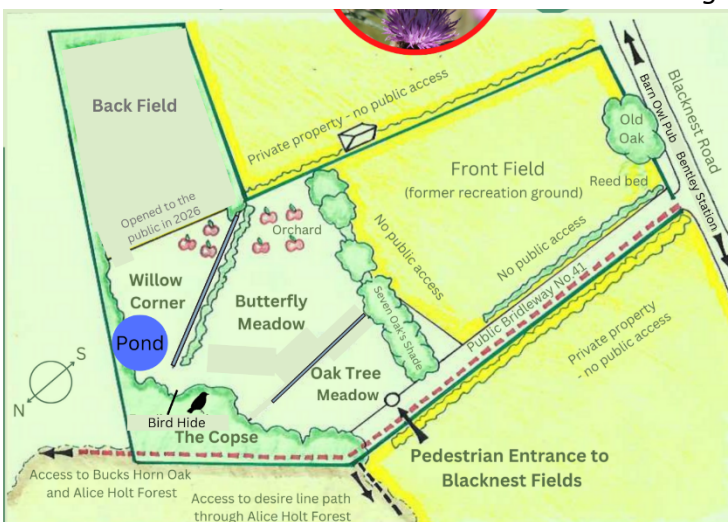 g
Back Field
Private property - no public access
Old
Oak
Blacknest Road
Barn Owl Pub
Bentley Station
Front Field
(former recreation ground)
Reed bed
Opened to the
public in 2026
Orchard
No public access
No public access
Willow
Corner
Butterfly
Meadow
Seven Oak's Shade
Public Bridleway No.41
Private property
- no public access
Pond
S
N
Oak Tree
Meadow
Bird Hide
The Copse
Pedestrian Entrance to
Blacknest Fields
Access to Bucks Horn Oak
and Alice Holt Forest
Access to desire line path
through Alice Holt Forest